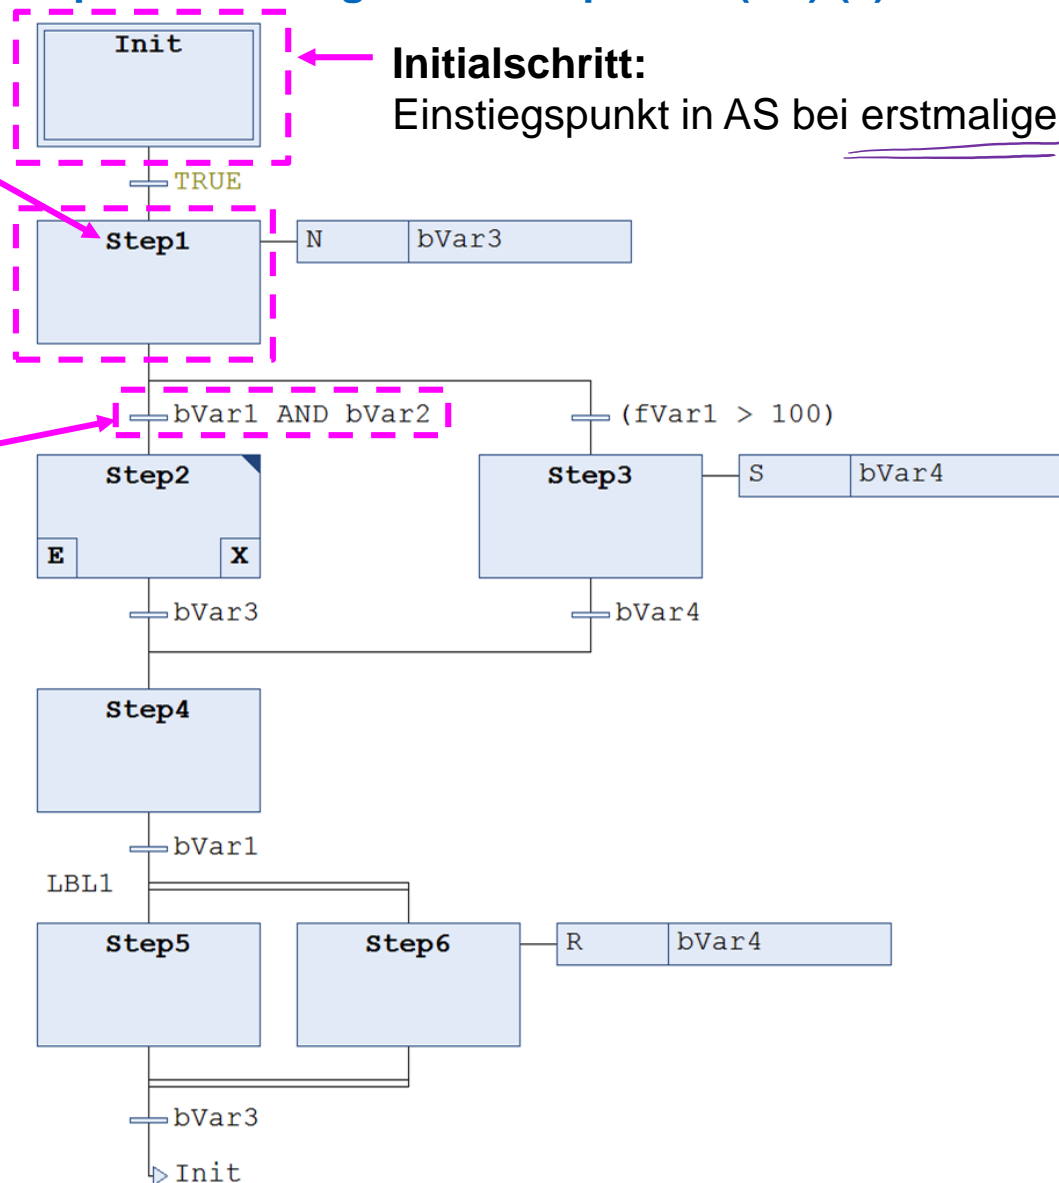 Init
Initialschritt:
Einstiegspunkt in AS bei erstmalige
TRUE
Step1
N bVar3
bVar1 AND bVar2
(fVar1 > 100)
Step2
Step3
S bVar4
E X
bVar3
bVar4
Step4
bVar1
LBL1
Step5
Step6
R bVar4
bVar3
Init